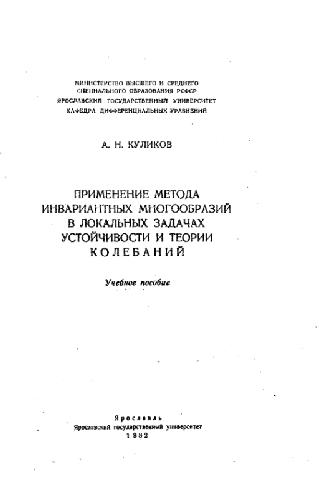 МИНИСТЕРСТВО ВЫСШЕГО И СРЕДНЕГО
СПЕЦИАЛЬНОГО ОБРАЗОВАНИЯ РСФСР
ЯРОСЛАВСКИЙ ГОСУДАРСТВЕННЫЙ УНИВЕРСИТЕТ
КАФЕДРА ДИФФЕРЕНЦИАЛЬНЫХ УРАВНЕНИЙ
А. Н. КУЛИКОВ
ПРИМЕНЕНИЕ МЕТОДА
ИНВАРИАНТНЫХ МНОГООБРАЗИЙ
В ЛОКАЛЬНЫХ ЗАДАЧАХ
УСТОЙЧИВОСТИ И ТЕОРИИ
КОЛЕБАНИЙ
Учебное пособие
Ярославль
Ярославский государственный университет
1982